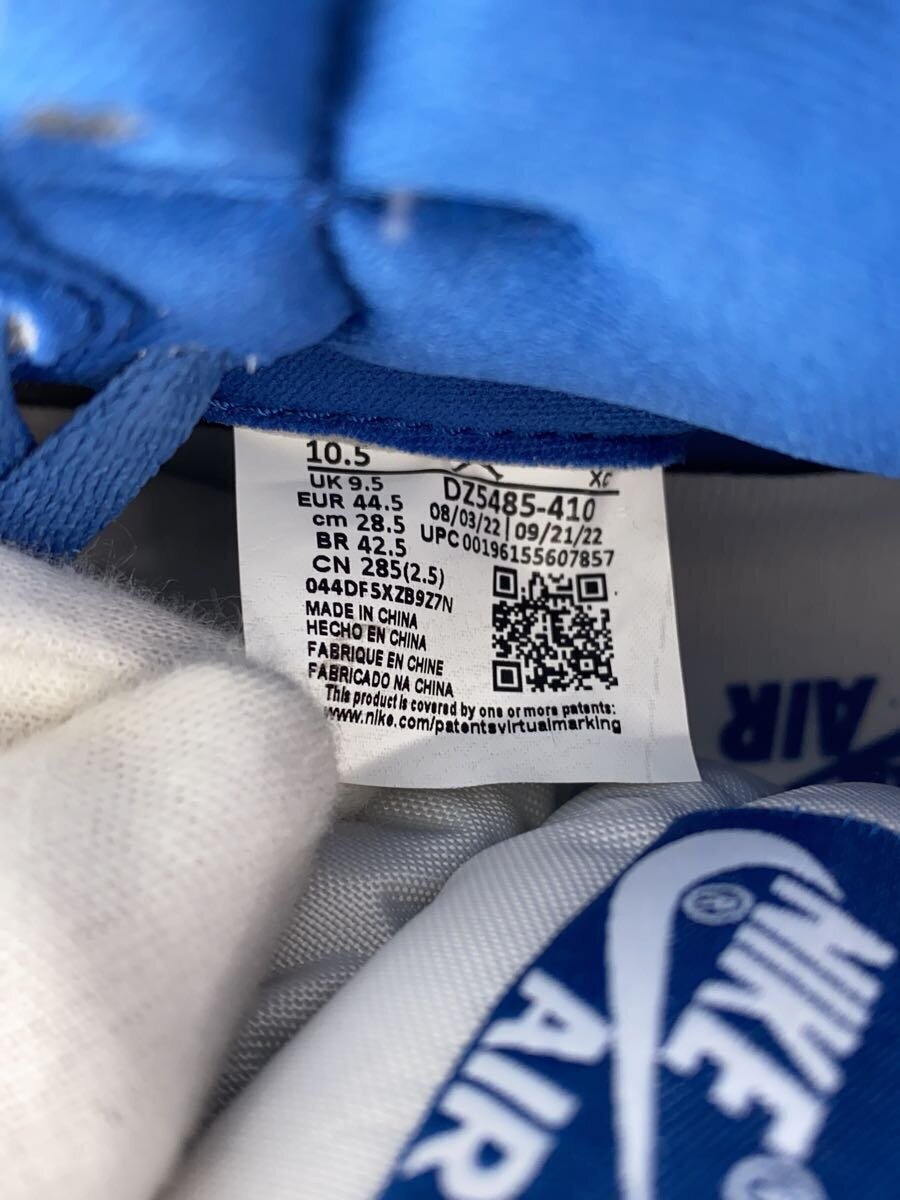 10.5
XC
UK 9.5
EUR 44.5
cm 28.5
BR 42.5
CN 285(2.5)
DZ5485-410
08/03/22 | 09/21/22
UPC 00196155607857
044DF5XZB9Z7N
MADE IN CHINA
HECHO EN CHINA
FABRIQUE EN CHINE
FABRICADO NA CHINA
This product is covered by one or more patents:
www.nike.com/patentsvirtualmarking
AIR
NIKE ®
AIR